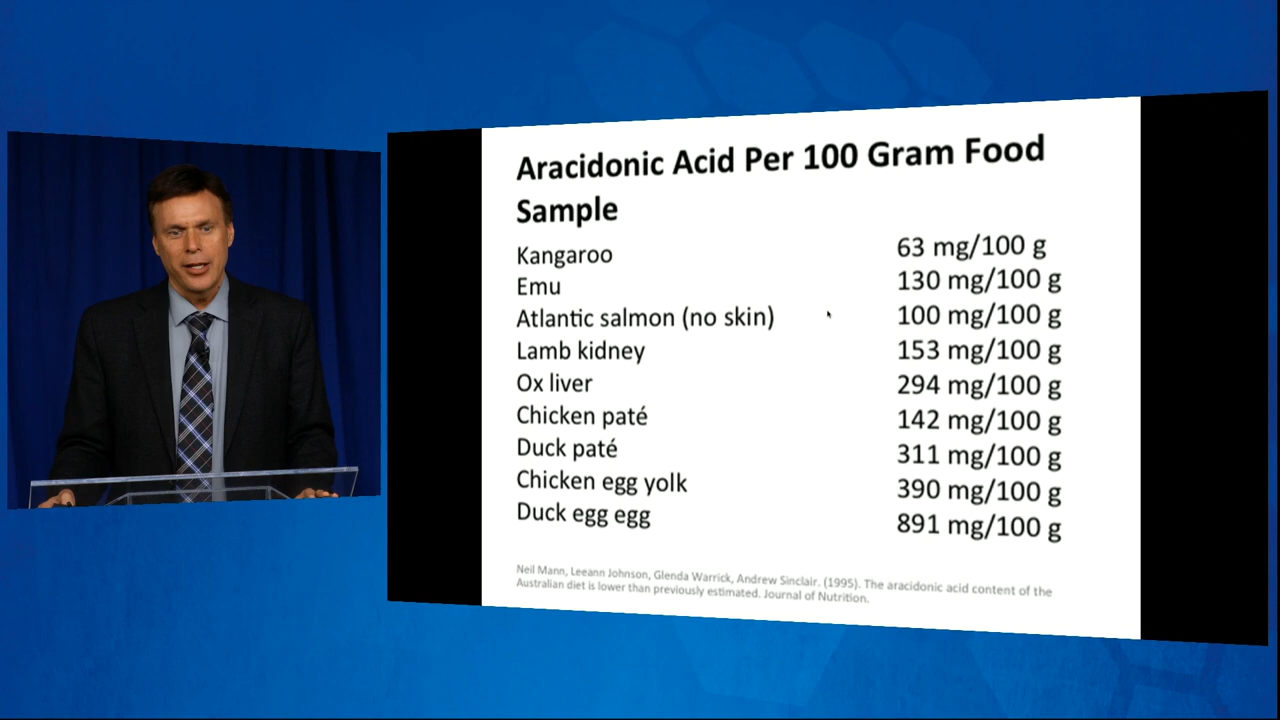 Aracidonic Acid Per 100 Gram Food
Sample
Kangaroo 63 mg/100 g
Emu 130 mg/100 g
Atlantic salmon (no skin) 100 mg/100 g
Lamb kidney 153 mg/100 g
Ox liver 294 mg/100 g
Chicken paté 142 mg/100 g
Duck paté 311 mg/100 g
Chicken egg yolk 390 mg/100 g
Duck egg egg 891 mg/100 g
Neil Mann, Leeann Johnson, Glenda Warrick, Andrew Sinclair. (1995). The aracidonic acid content of the
Australian diet is lower than previously estimated. Journal of Nutrition.